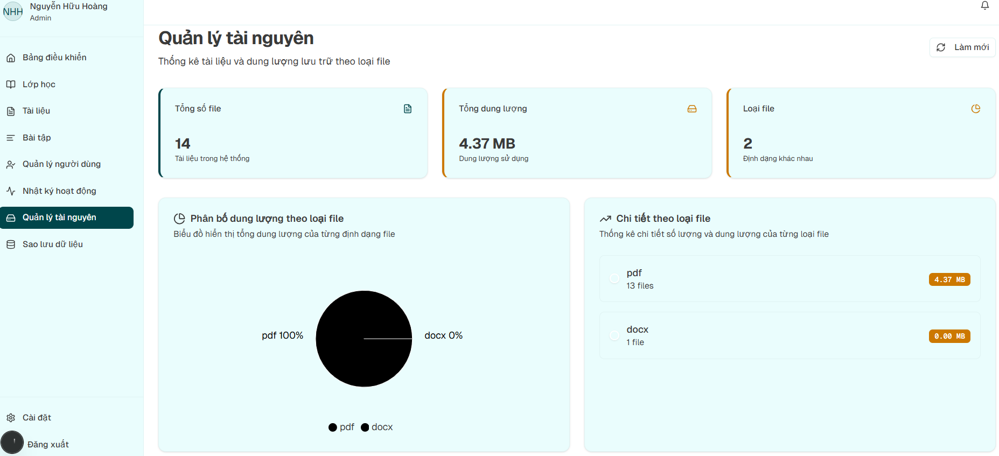 NHH
Nguyễn Hữu Hoàng
Admin
Bảng điều khiển
Lớp học
Tài liệu
Bài tập
Quản lý người dùng
Nhật ký hoạt động
Quản lý tài nguyên
Sao lưu dữ liệu
Cài đặt
Đăng xuất
Quản lý tài nguyên
Thống kê tài liệu và dung lượng lưu trữ theo loại file
Làm mới
Tổng số file
14
Tài liệu trong hệ thống
Tổng dung lượng
4.37 MB
Dung lượng sử dụng
Loại file
2
Định dạng khác nhau
Phân bố dung lượng theo loại file
Biểu đồ hiển thị tổng dung lượng của từng định dạng file
pdf 100%
docx 0%
pdf docx
Chi tiết theo loại file
Thống kê chi tiết số lượng và dung lượng của từng loại file
pdf
13 files
4.37 MB
docx
1 file
0.00 MB